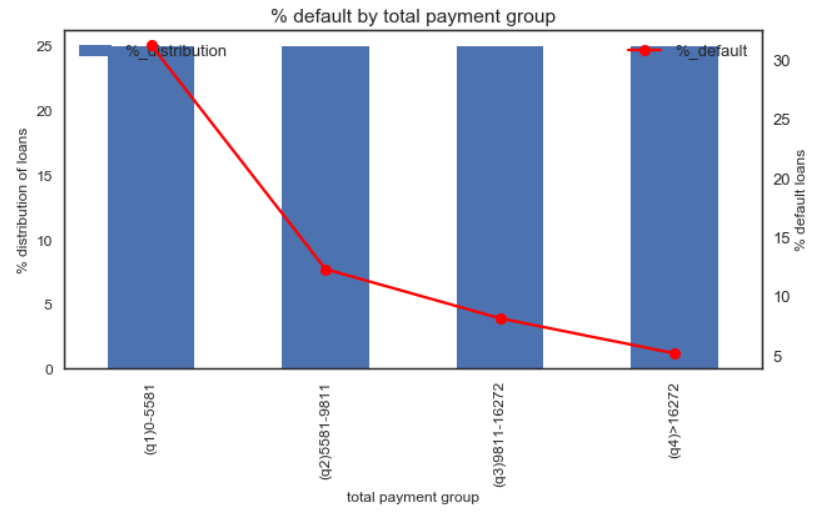 % default by total payment group
%_distribution
%_default
25
20
15
10
5
0
% distribution of loans
30
25
20
15
10
5
% default loans
(q1)0-5581
(q2)5581-9811
(q3)9811-16272
(q4)>16272
total payment group